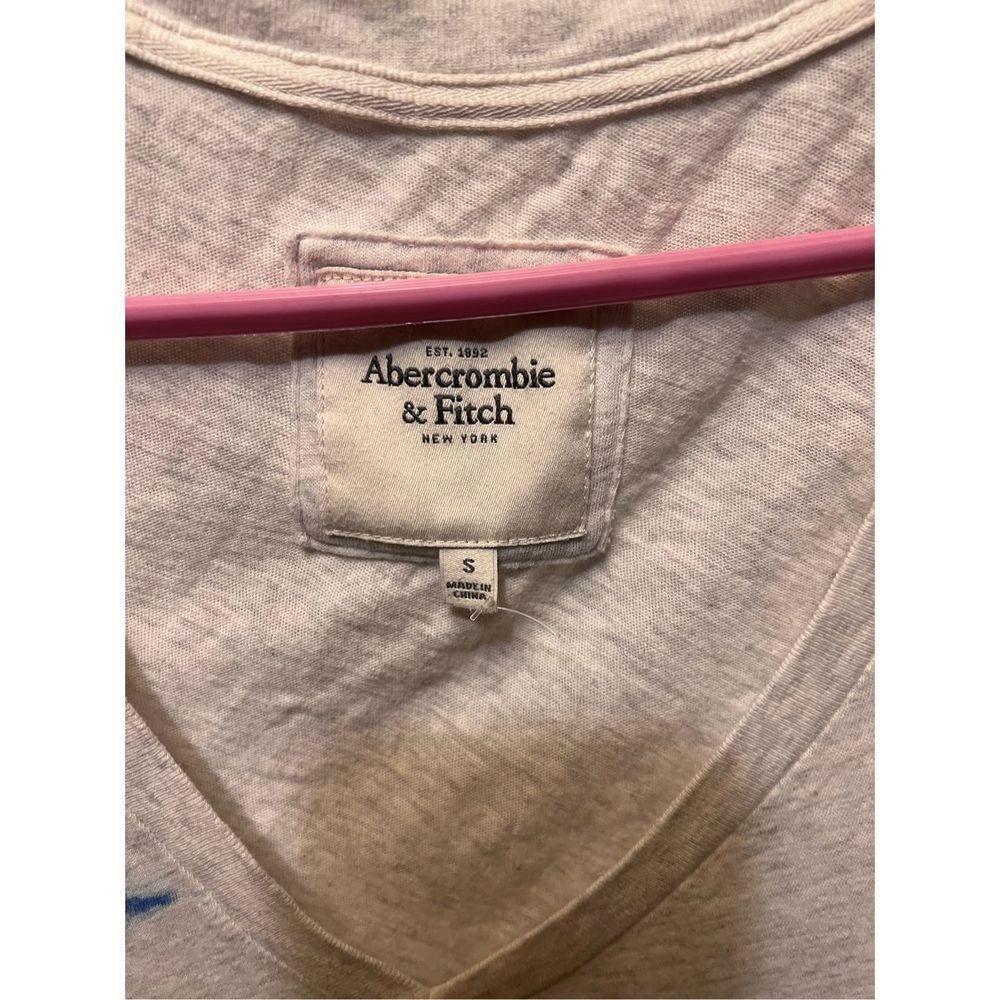 EST. 1892
Abercrombie
& Fitch
NEW YORK
S
MADE IN
CHINA